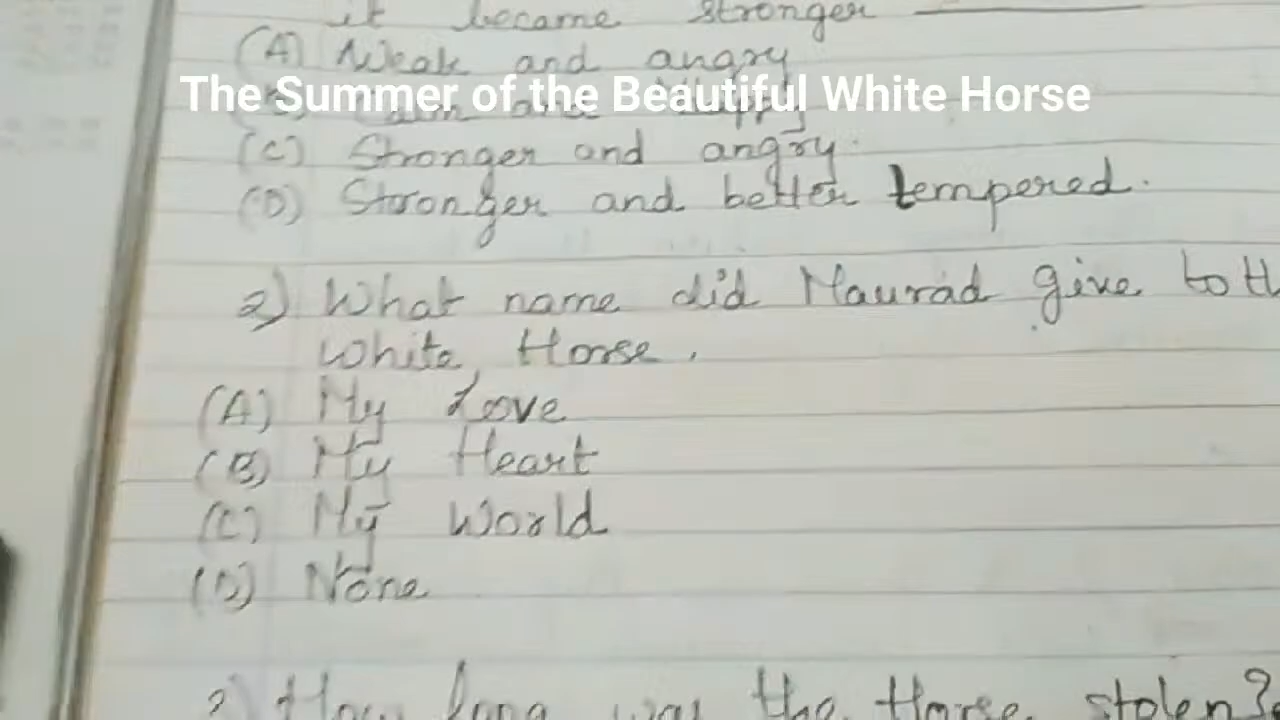 it became stronger
(A) Weak and angry
The Summer of the Beautiful White Horse
(C) Stronger and angry.
(D) Stronger and better tempered.
2) What name did Maurad give to th
White Horse.
(A) My Love
(B) My Heart
(C) My World
(D) None
How long was the Horse stolen?